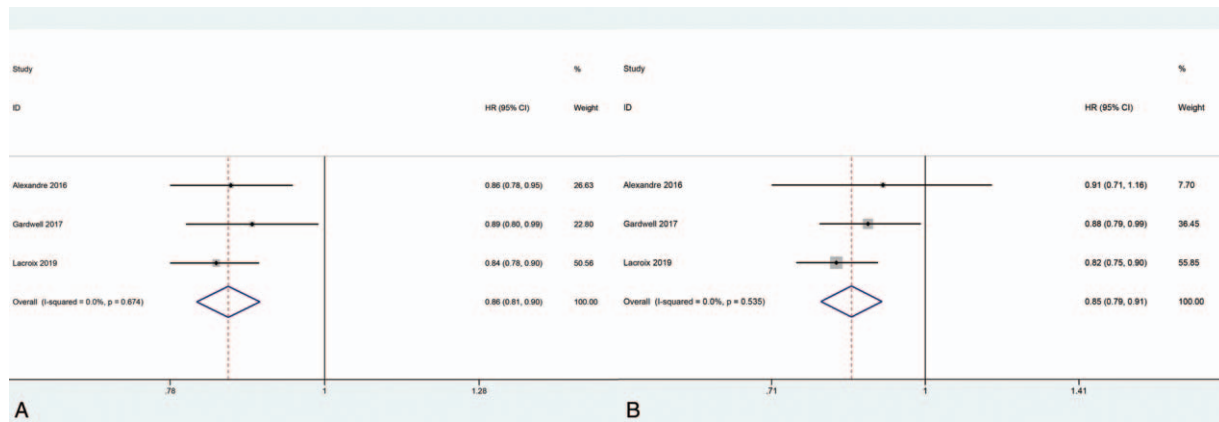 Study % Study %
ID HR (95% CI) Weight ID HR (95% CI) Weight
Alexandre 2016 0.86 (0.78, 0.95) 26.63 Alexandre 2016 0.91 (0.71, 1.16) 7.70
Gardwell 2017 0.89 (0.80, 0.99) 22.80 Gardwell 2017 0.88 (0.79, 0.99) 36.45
Lacroix 2019 0.84 (0.78, 0.90) 50.56 Lacroix 2019 0.82 (0.75, 0.90) 55.85
Overall (I-squared = 0.0%, p = 0.674) 0.86 (0.81, 0.90) 100.00 Overall (I-squared = 0.0%, p = 0.535) 0.85 (0.79, 0.91) 100.00
.78 1 1.28 .71 1 1.41
A B